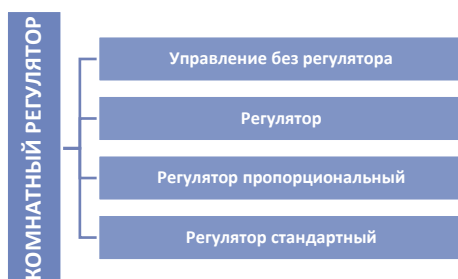 КОМНАТНЫЙ РЕГУЛЯТОР
Управление без регулятора
Регулятор
Регулятор пропорциональный
Регулятор стандартный